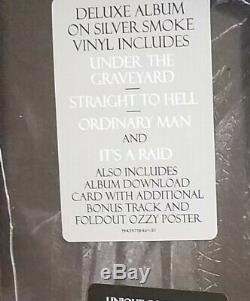 DELUXE ALBUM
ON SILVER SMOKE
VINYL INCLUDES
UNDER THE
GRAVEYARD
STRAIGHT TO HELL
ORDINARY MAN
AND
IT'S A RAID
ALSO INCLUDES
ALBUM DOWNLOAD
CARD WITH ADDITIONAL
BONUS TRACK AND
FOLDOUT OZZY POSTER